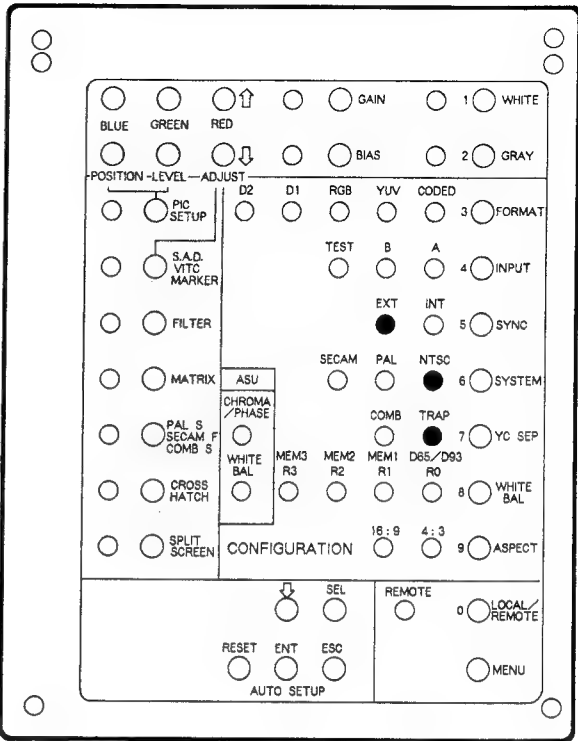 BLUE GREEN RED ⇧ GAIN 1 WHITE
⇩ BIAS 2 GRAY
POSITION -LEVEL- ADJUST
D2 D1 RGB YUV CODED
PIC SETUP 3 FORMAT
TEST B A
S.A.D. VITC MARKER 4 INPUT
EXT INT
FILTER 5 SYNC
SECAM PAL NTSC
MATRIX ASU 6 SYSTEM
CHROMA /PHASE COMB TRAP
PAL S SECAM F COMB S 7 YC SEP
WHITE BAL MEM3 R3 MEM2 R2 MEM1 R1 D65/D93 R0
CROSS HATCH 8 WHITE BAL
16:9 4:3
SPLIT SCREEN CONFIGURATION 9 ASPECT
⇩ SEL REMOTE 0 LOCAL/ REMOTE
RESET ENT ESC MENU
AUTO SETUP